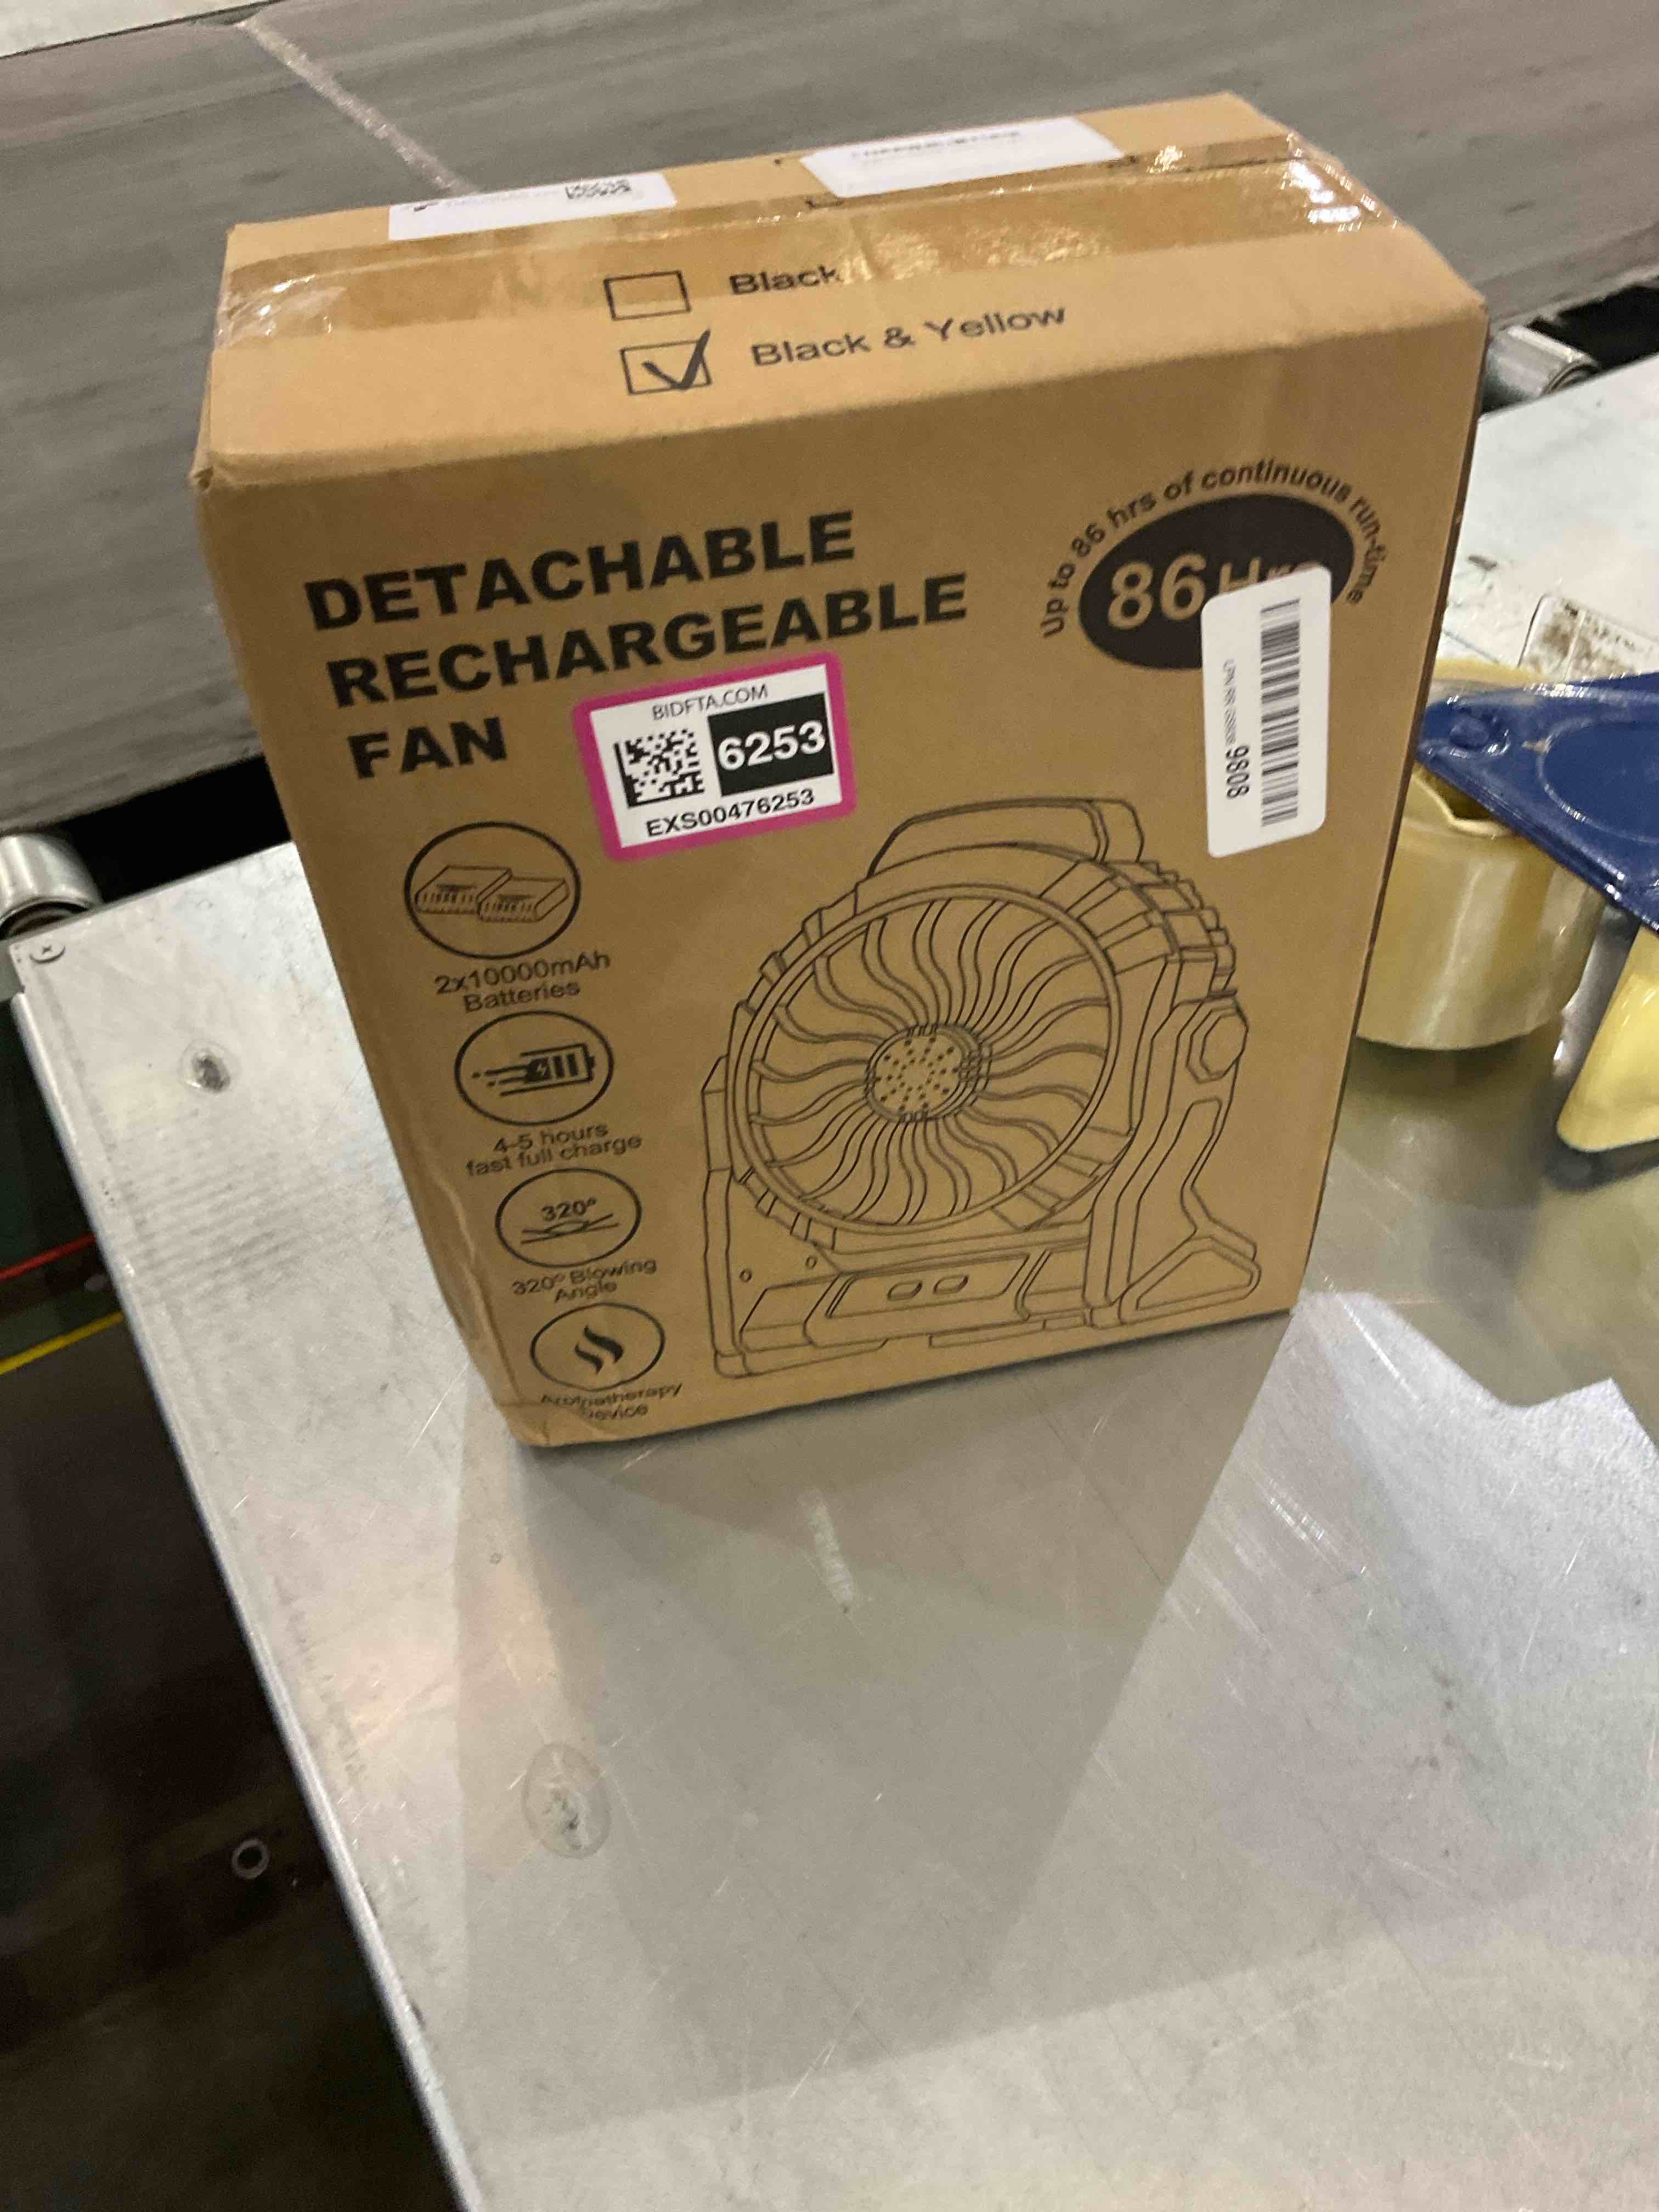 Black
Black & Yellow
DETACHABLE
RECHARGEABLE
FAN
Up to 86 hrs of continuous run-time
86
BIDFTA.COM
6253
EXS00476253
9808
2x10000mAh
Batteries
4-5 hours
fast full charge
320°
320° Blowing
Angle
Aromatherapy
Device